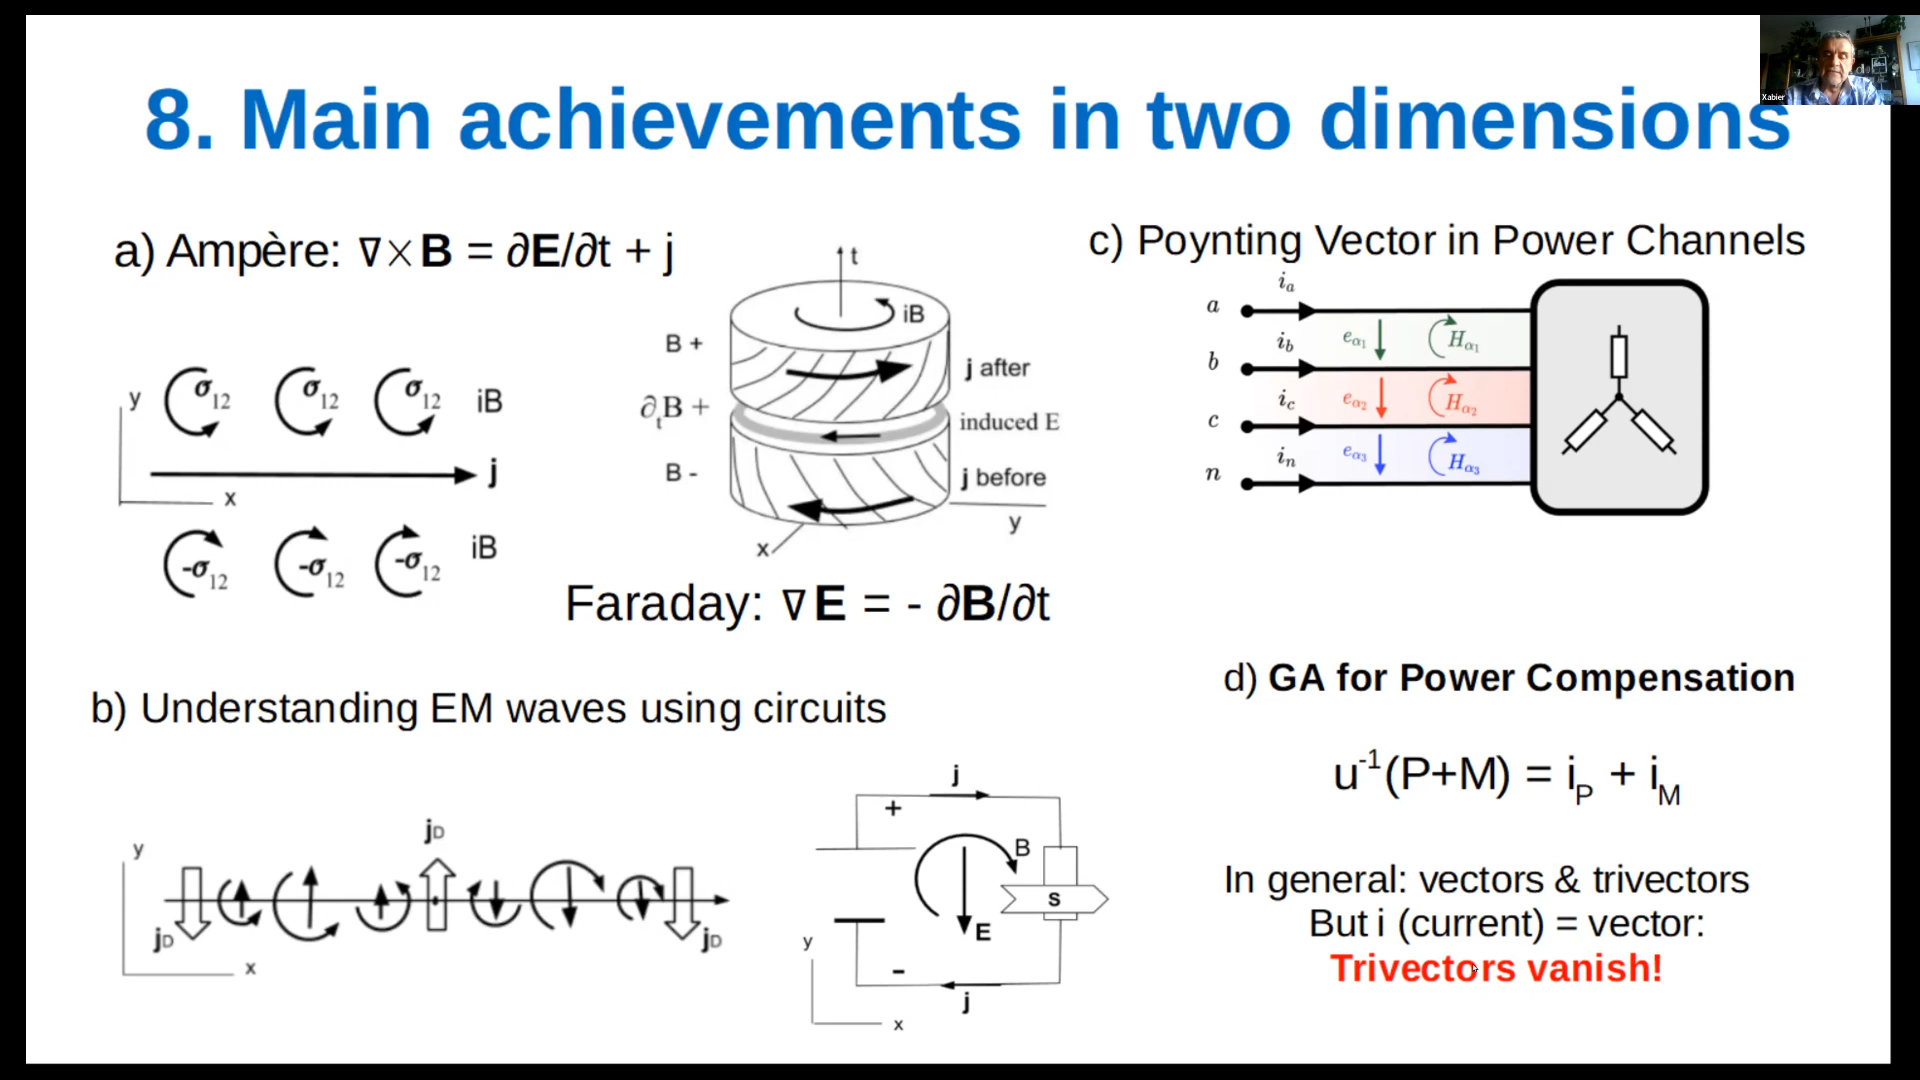 8. Main achievements in two dimensions
Xabier
a) Ampère: ∇×B = ∂E/∂t + j
y
σ12 σ12 σ12 iB
j
x
-σ12 -σ12 -σ12 iB
t
iB
B +
j after
∂tB +
induced E
B -
j before
y
x
Faraday: ∇E = - ∂B/∂t
c) Poynting Vector in Power Channels
ia
a
ib
eα1 Hα1
b
ic
eα2 Hα2
c
in
eα3 Hα3
n
b) Understanding EM waves using circuits
y
jD
jD
jD
x
j
+
B
S
E
y
-
j
x
d) GA for Power Compensation
u-1(P+M) = iP + iM
In general: vectors & trivectors
But i (current) = vector:
Trivectors vanish!